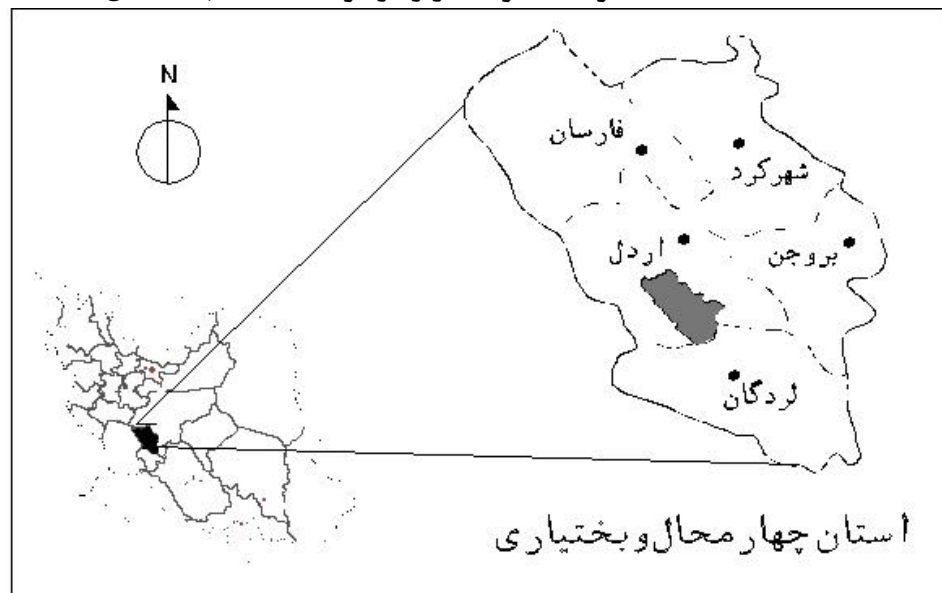 N
فارسان
شهرکرد
اردل
بروجن
لردگان
استان چهارمحال و بختیاری